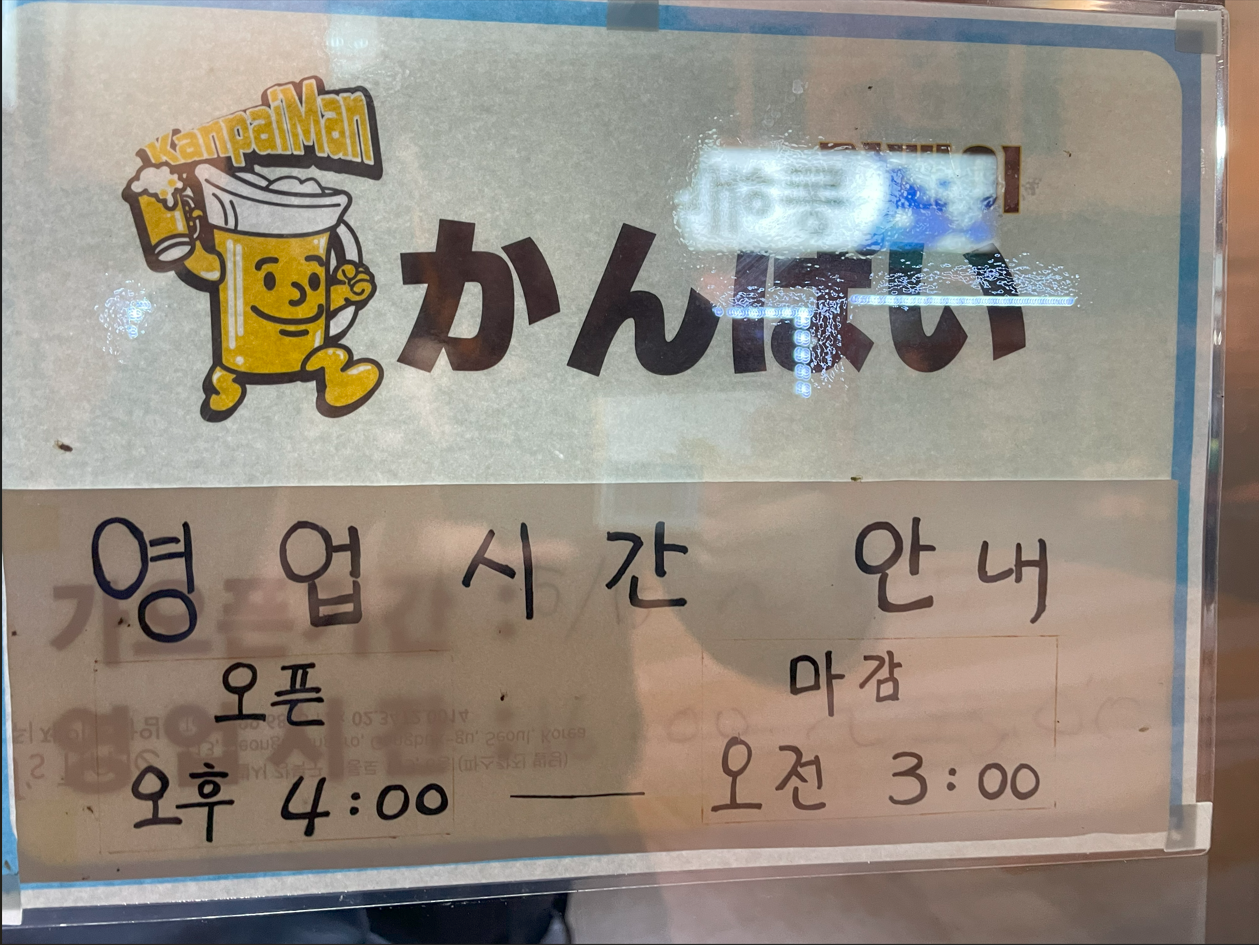 KanpaiMan
かんぱい
영업시간 안내
오픈 마감
오후 4:00 — 오전 3:00